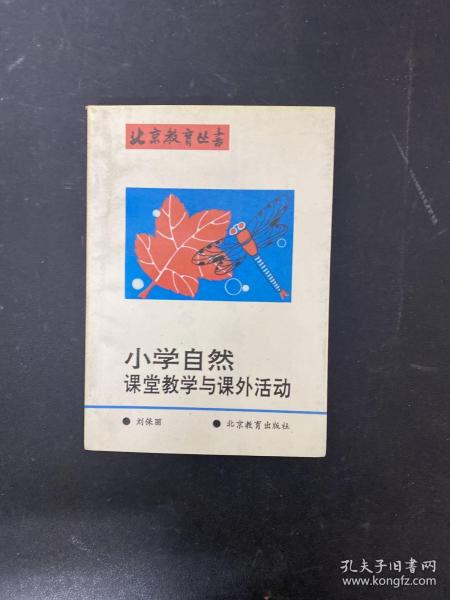 北京教育丛书
小学自然
课堂教学与课外活动
● 刘保丽 ● 北京教育出版社
孔夫子旧书网
www.kongfz.com